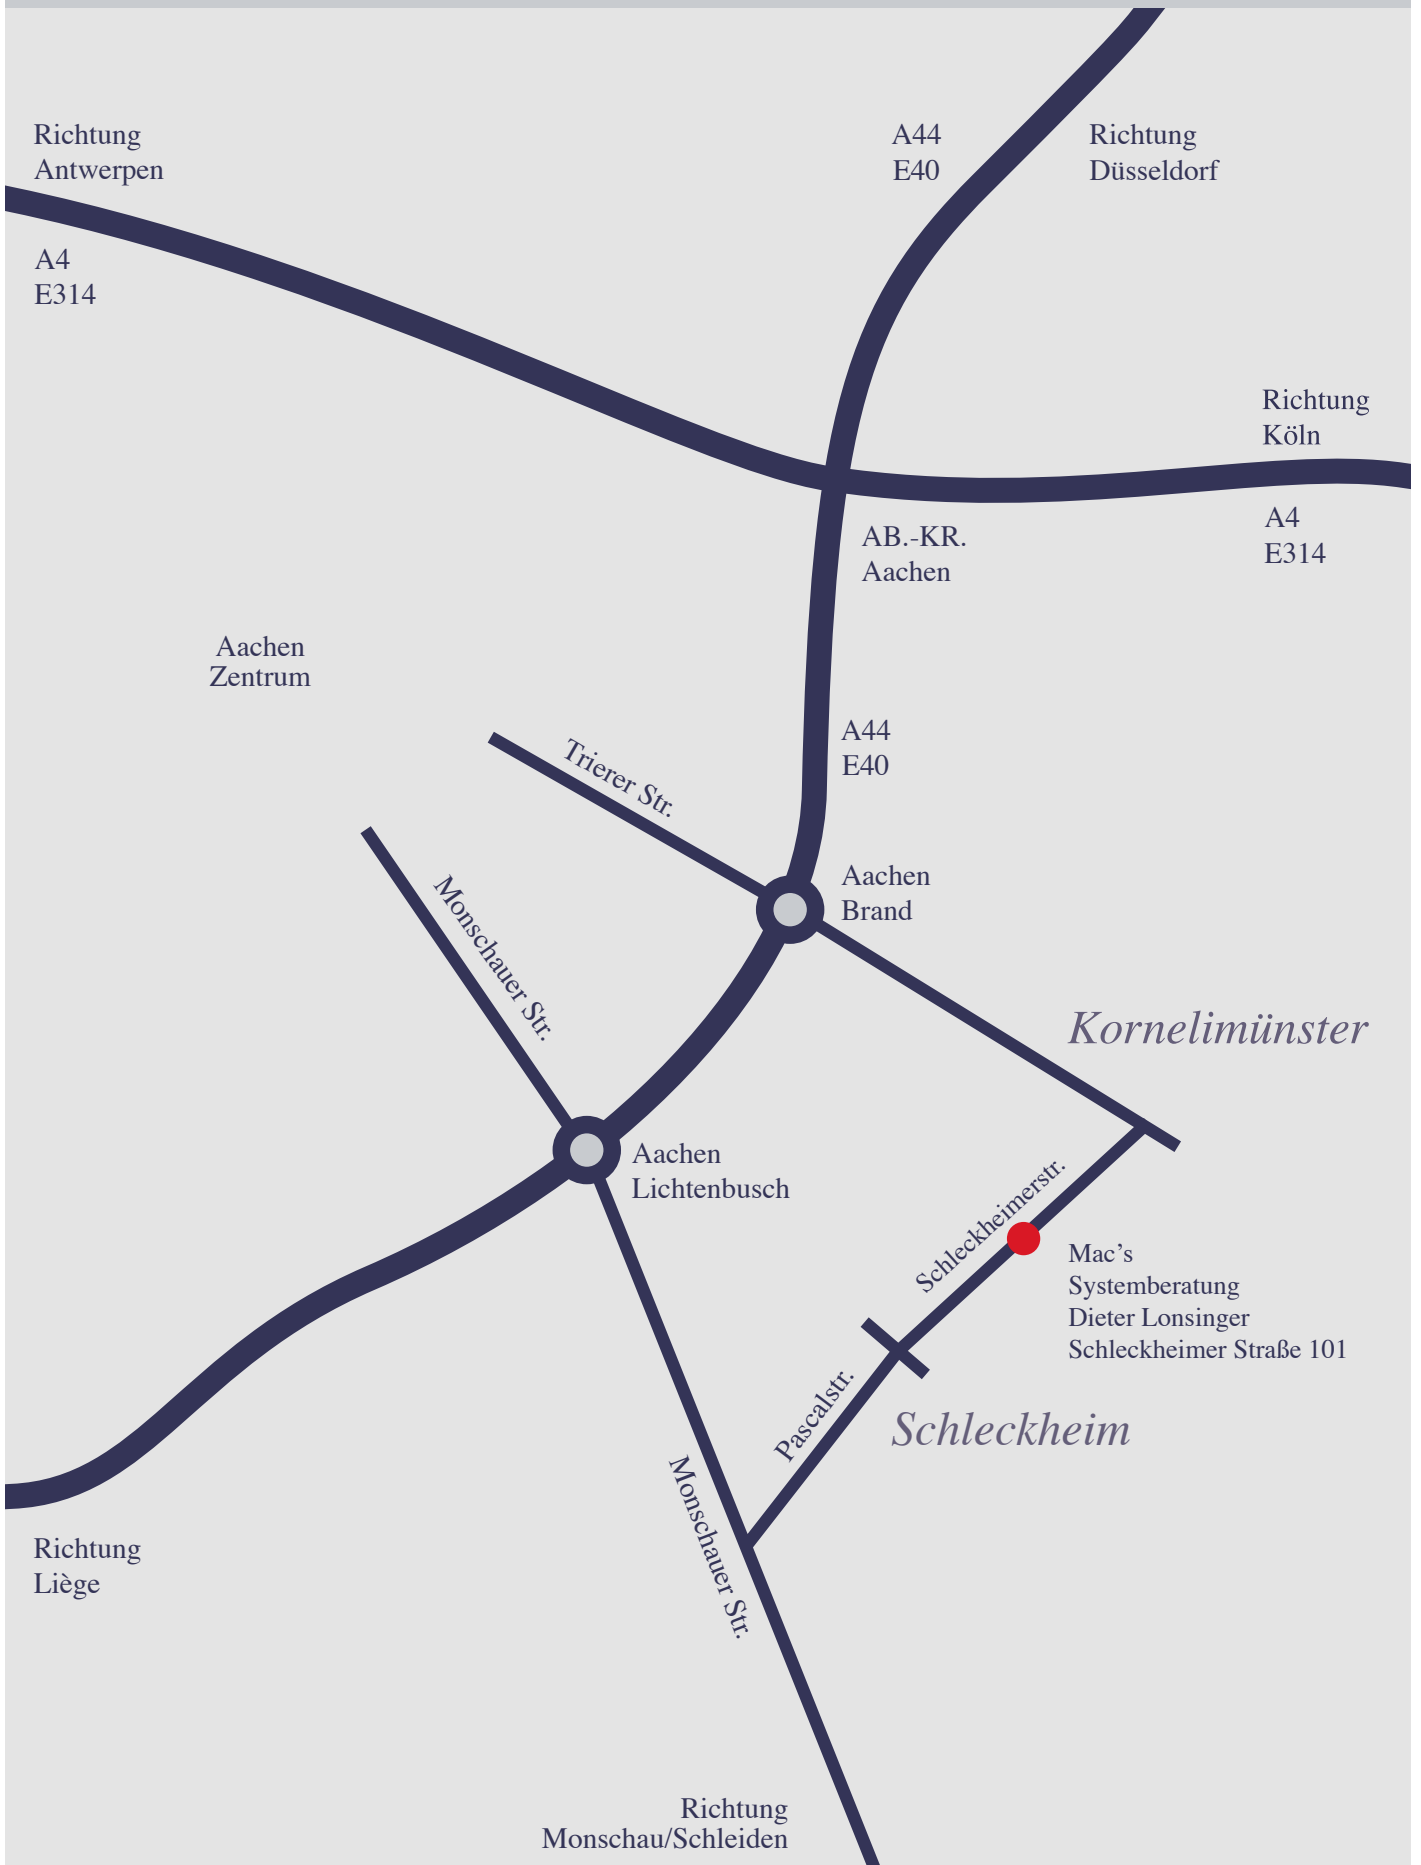 Richtung
Antwerpen
A44
E40
Richtung
Düsseldorf
A4
E314
Richtung
Köln
A4
E314
AB.-KR.
Aachen
Aachen
Zentrum
A44
E40
Trierer Str.
Monschauer Str.
Aachen
Brand
Kornelimünster
Aachen
Lichtenbusch
Schleckheimerstr.
Mac’s
Systemberatung
Dieter Lonsinger
Schleckheimer Straße 101
Pascalstr.
Schleckheim
Monschauer Str.
Richtung
Liège
Richtung
Monschau/Schleiden